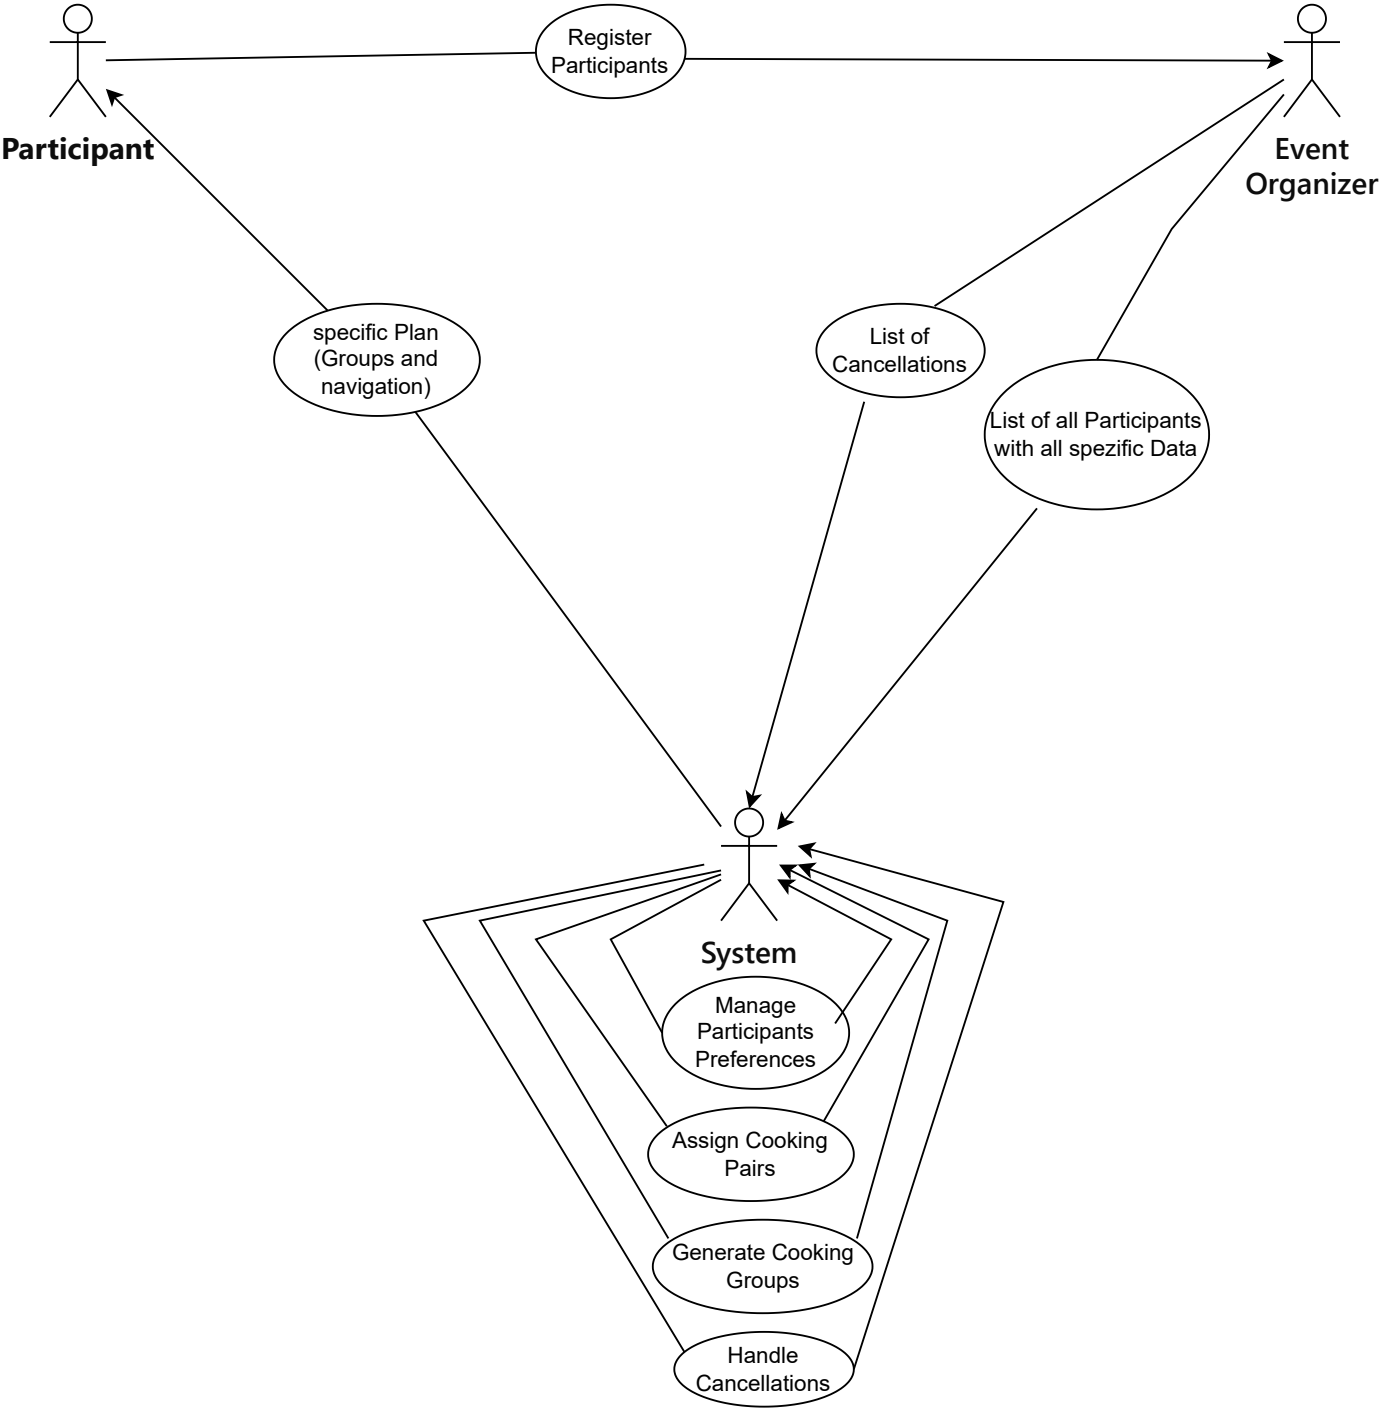 Register
Participants
Participant
Event
Organizer
specific Plan
(Groups and
navigation)
List of
Cancellations
List of all Participants
with all spezific Data
System
Manage
Participants
Preferences
Assign Cooking
Pairs
Generate Cooking
Groups
Handle
Cancellations